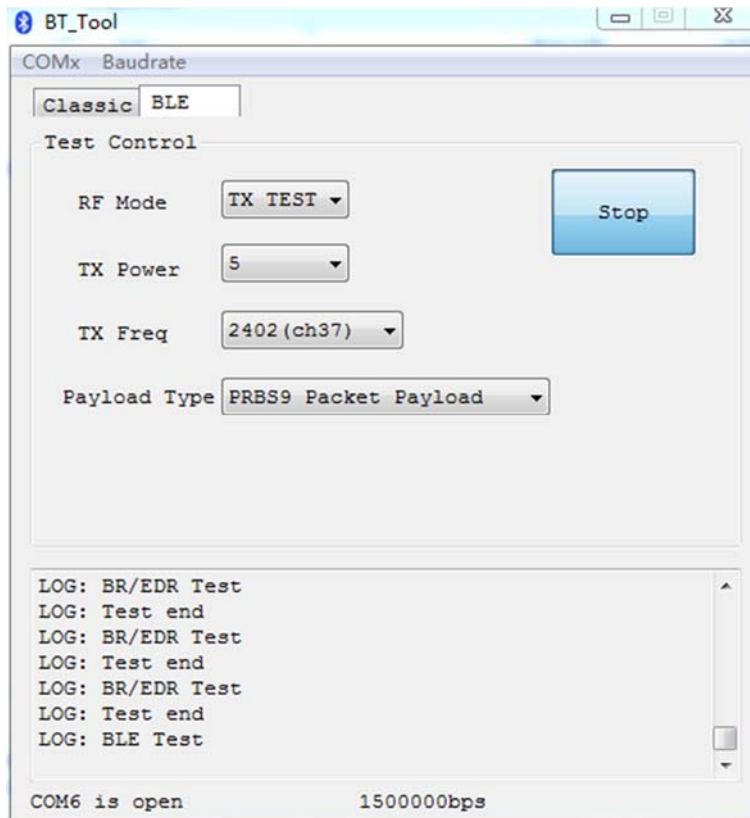 BT_Tool
COMx Baudrate
Classic BLE
Test Control
RF Mode TX TEST
Stop
TX Power 5
TX Freq 2402(ch37)
Payload Type PRBS9 Packet Payload
LOG: BR/EDR Test
LOG: Test end
LOG: BR/EDR Test
LOG: Test end
LOG: BR/EDR Test
LOG: Test end
LOG: BLE Test
COM6 is open 1500000bps